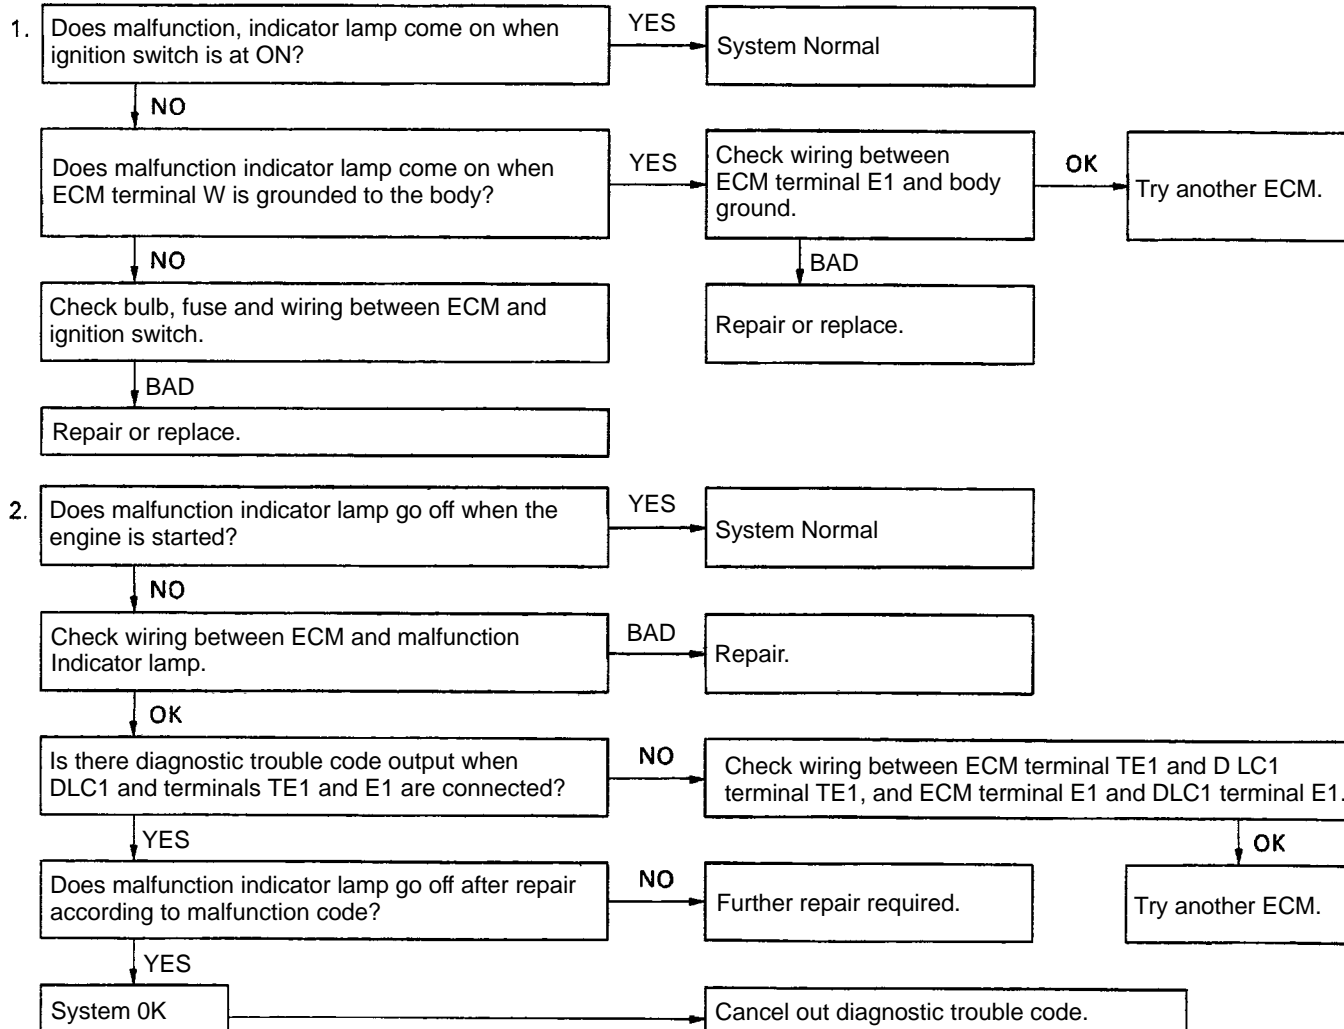 1.
Does malfunction, indicator lamp come on when
ignition switch is at ON?
YES
System Normal
NO
Does malfunction indicator lamp come on when
ECM terminal W is grounded to the body?
YES
Check wiring between
ECM terminal E1 and body
ground.
OK
Try another ECM.
NO
BAD
Check bulb, fuse and wiring between ECM and
ignition switch.
Repair or replace.
BAD
Repair or replace.
2.
Does malfunction indicator lamp go off when the
engine is started?
YES
System Normal
NO
Check wiring between ECM and malfunction
Indicator lamp.
BAD
Repair.
OK
Is there diagnostic trouble code output when
DLC1 and terminals TE1 and E1 are connected?
NO
Check wiring between ECM terminal TE1 and D LC1
terminal TE1, and ECM terminal E1 and DLC1 terminal E1.
YES
OK
Does malfunction indicator lamp go off after repair
according to malfunction code?
NO
Further repair required.
Try another ECM.
YES
System 0K
Cancel out diagnostic trouble code.